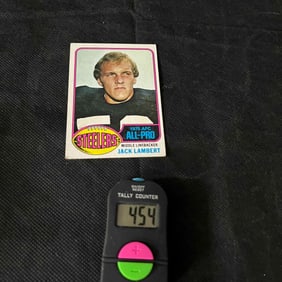 STEELERS
1975 AFC
ALL-PRO
MIDDLE LINEBACKER
JACK LAMBERT
TALLY COUNTER
454
+
-